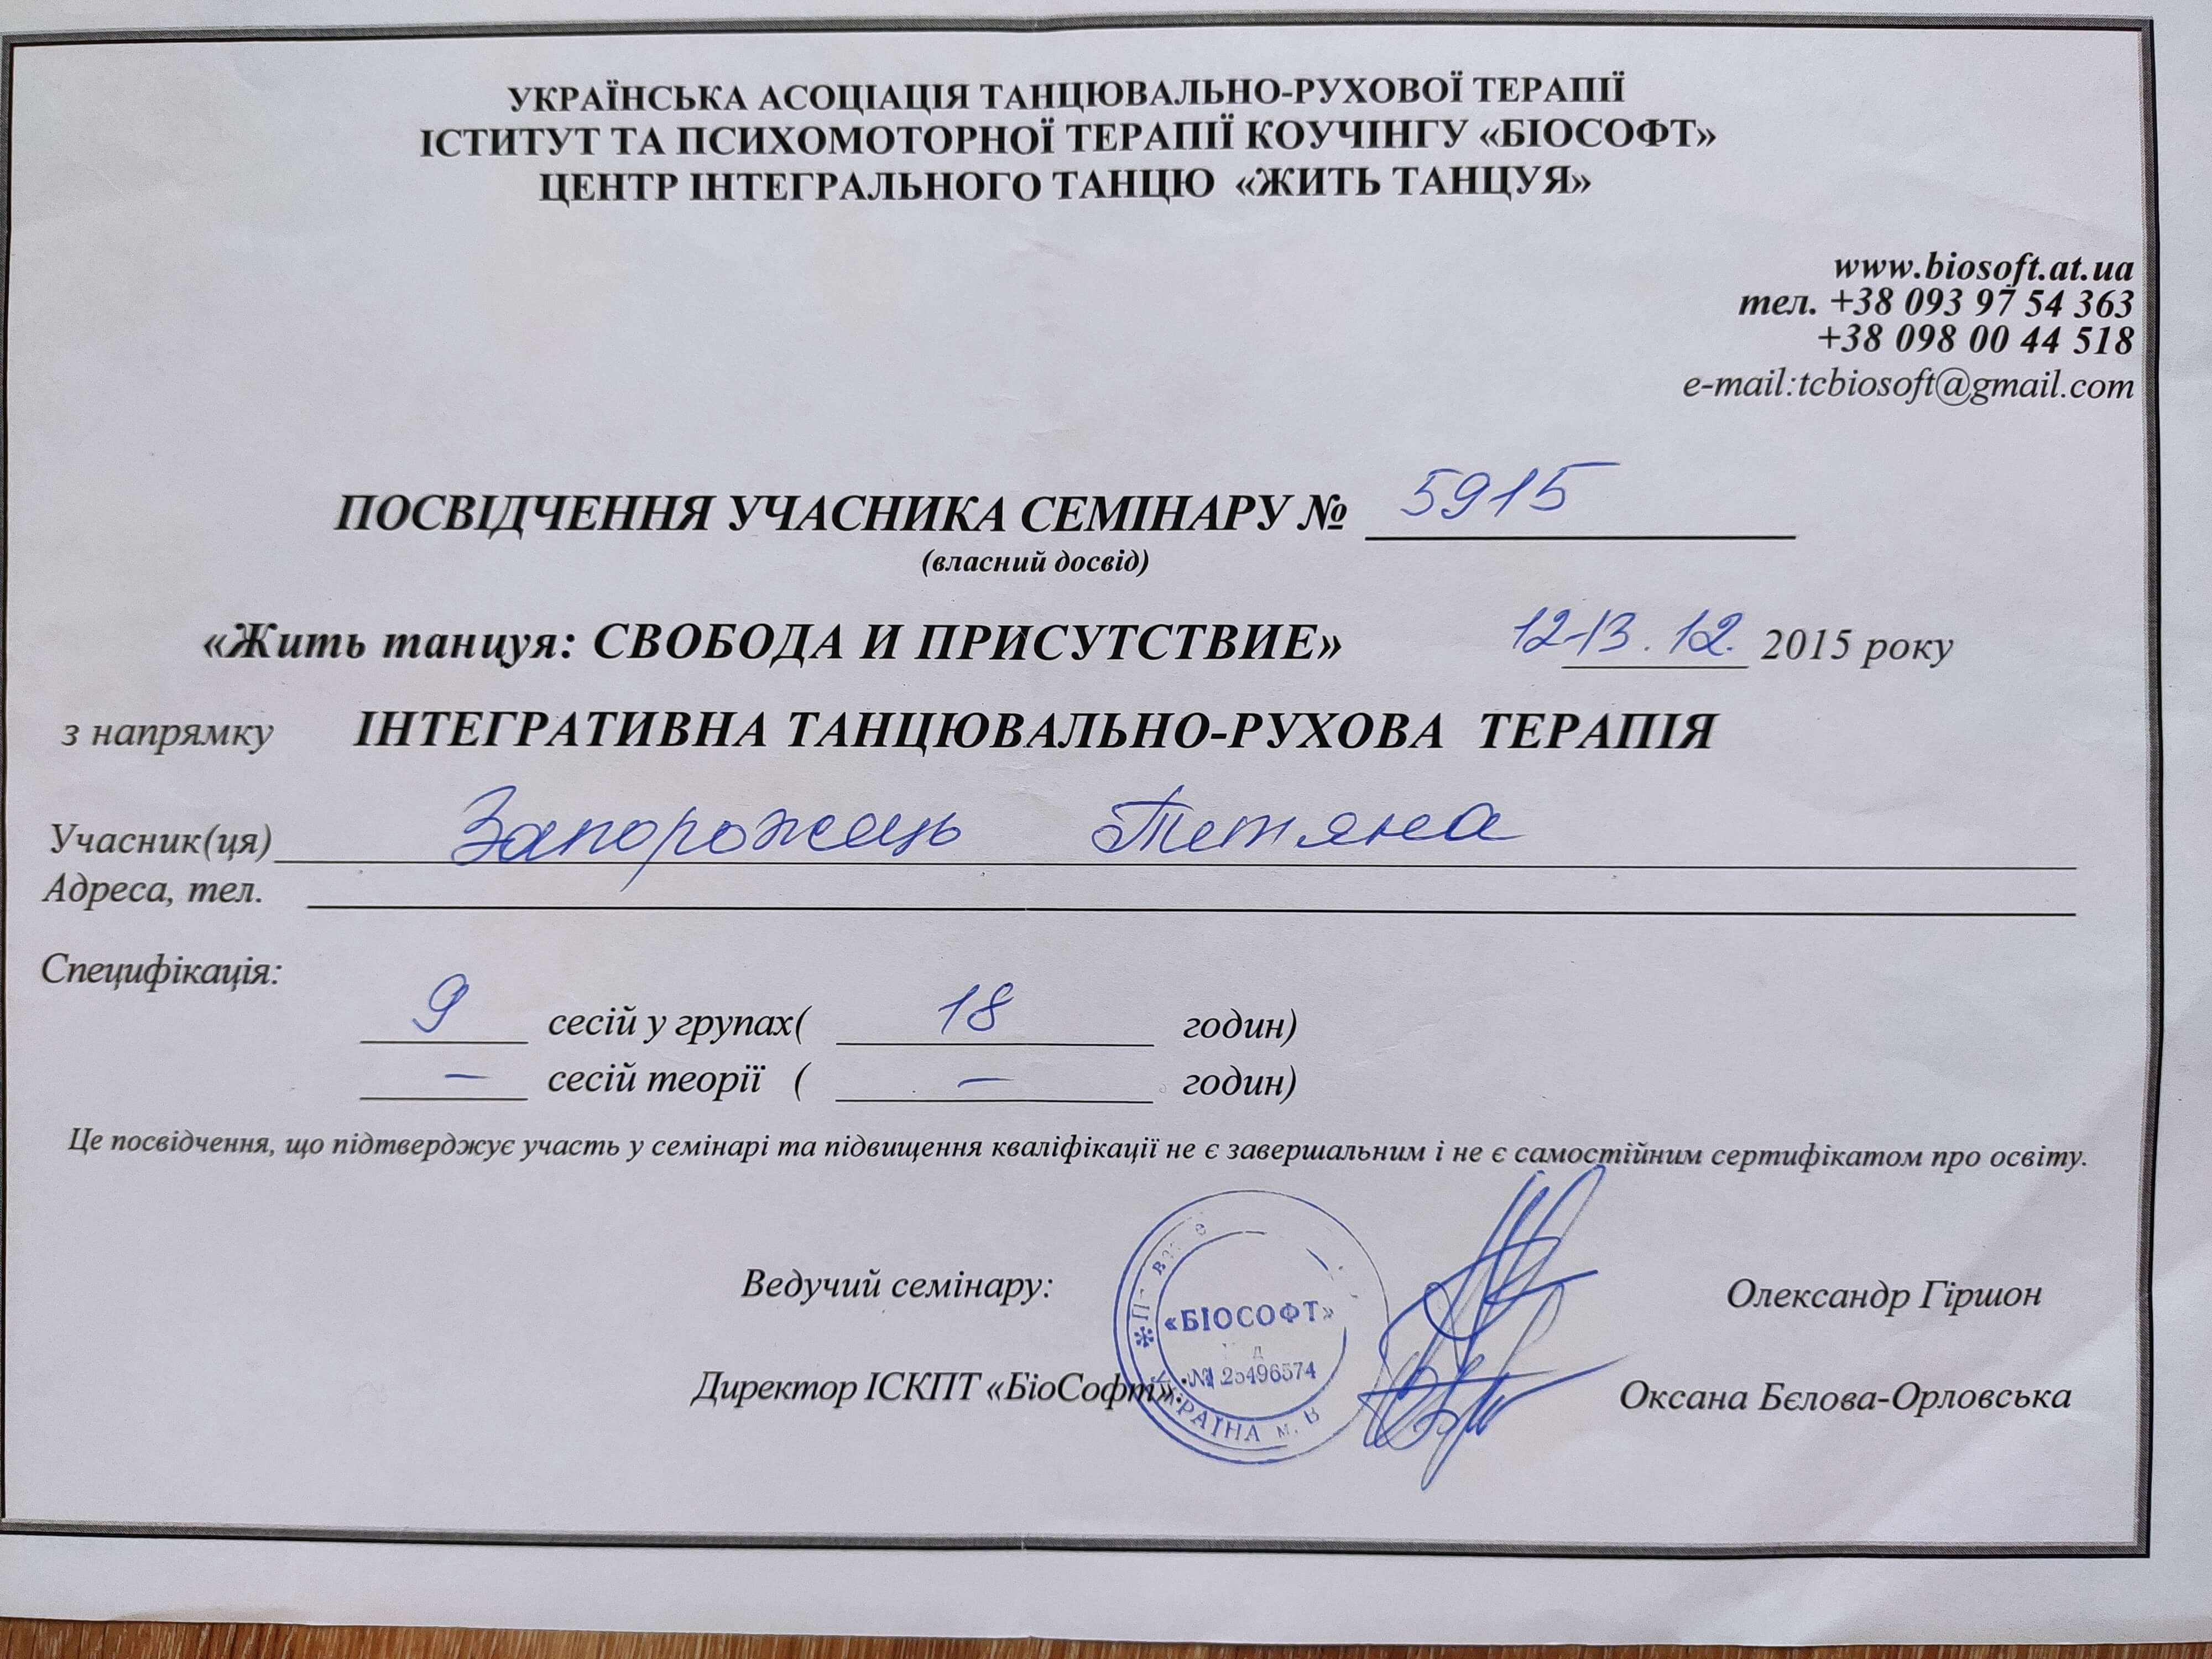 УКРАЇНСЬКА АСОЦІАЦІЯ ТАНЦЮВАЛЬНО-РУХОВОЇ ТЕРАПІЇ
ІСТИТУТ ТА ПСИХОМОТОРНОЇ ТЕРАПІЇ КОУЧІНГУ «БІОСОФТ»
ЦЕНТР ІНТЕГРАЛЬНОГО ТАНЦЮ «ЖИТЬ ТАНЦУЯ»
www.biosoft.at.ua
тел. +38 093 97 54 363
+38 098 00 44 518
e-mail:tcbiosoft@gmail.com
ПОСВІДЧЕННЯ УЧАСНИКА СЕМІНАРУ № 5915
(власний досвід)
«Жить танцуя: СВОБОДА И ПРИСУТСТВИЕ» 12-13.12. 2015 року
з напрямку ІНТЕГРАТИВНА ТАНЦЮВАЛЬНО-РУХОВА ТЕРАПІЯ
Учасник(ця) Запорожець Тетяна
Адреса, тел.
Специфікація:
9 сесій у групах( 18 годин)
— сесій теорії ( — годин)
Це посвідчення, що підтверджує участь у семінарі та підвищення кваліфікації не є завершальним і не є самостійним сертифікатом про освіту.
Ведучий семінару: Олександр Гіршон
«БІОСОФТ»
25496574
УКРАЇНА м.
Директор ІСКПТ «БіоСофт». Оксана Бєлова-Орловська